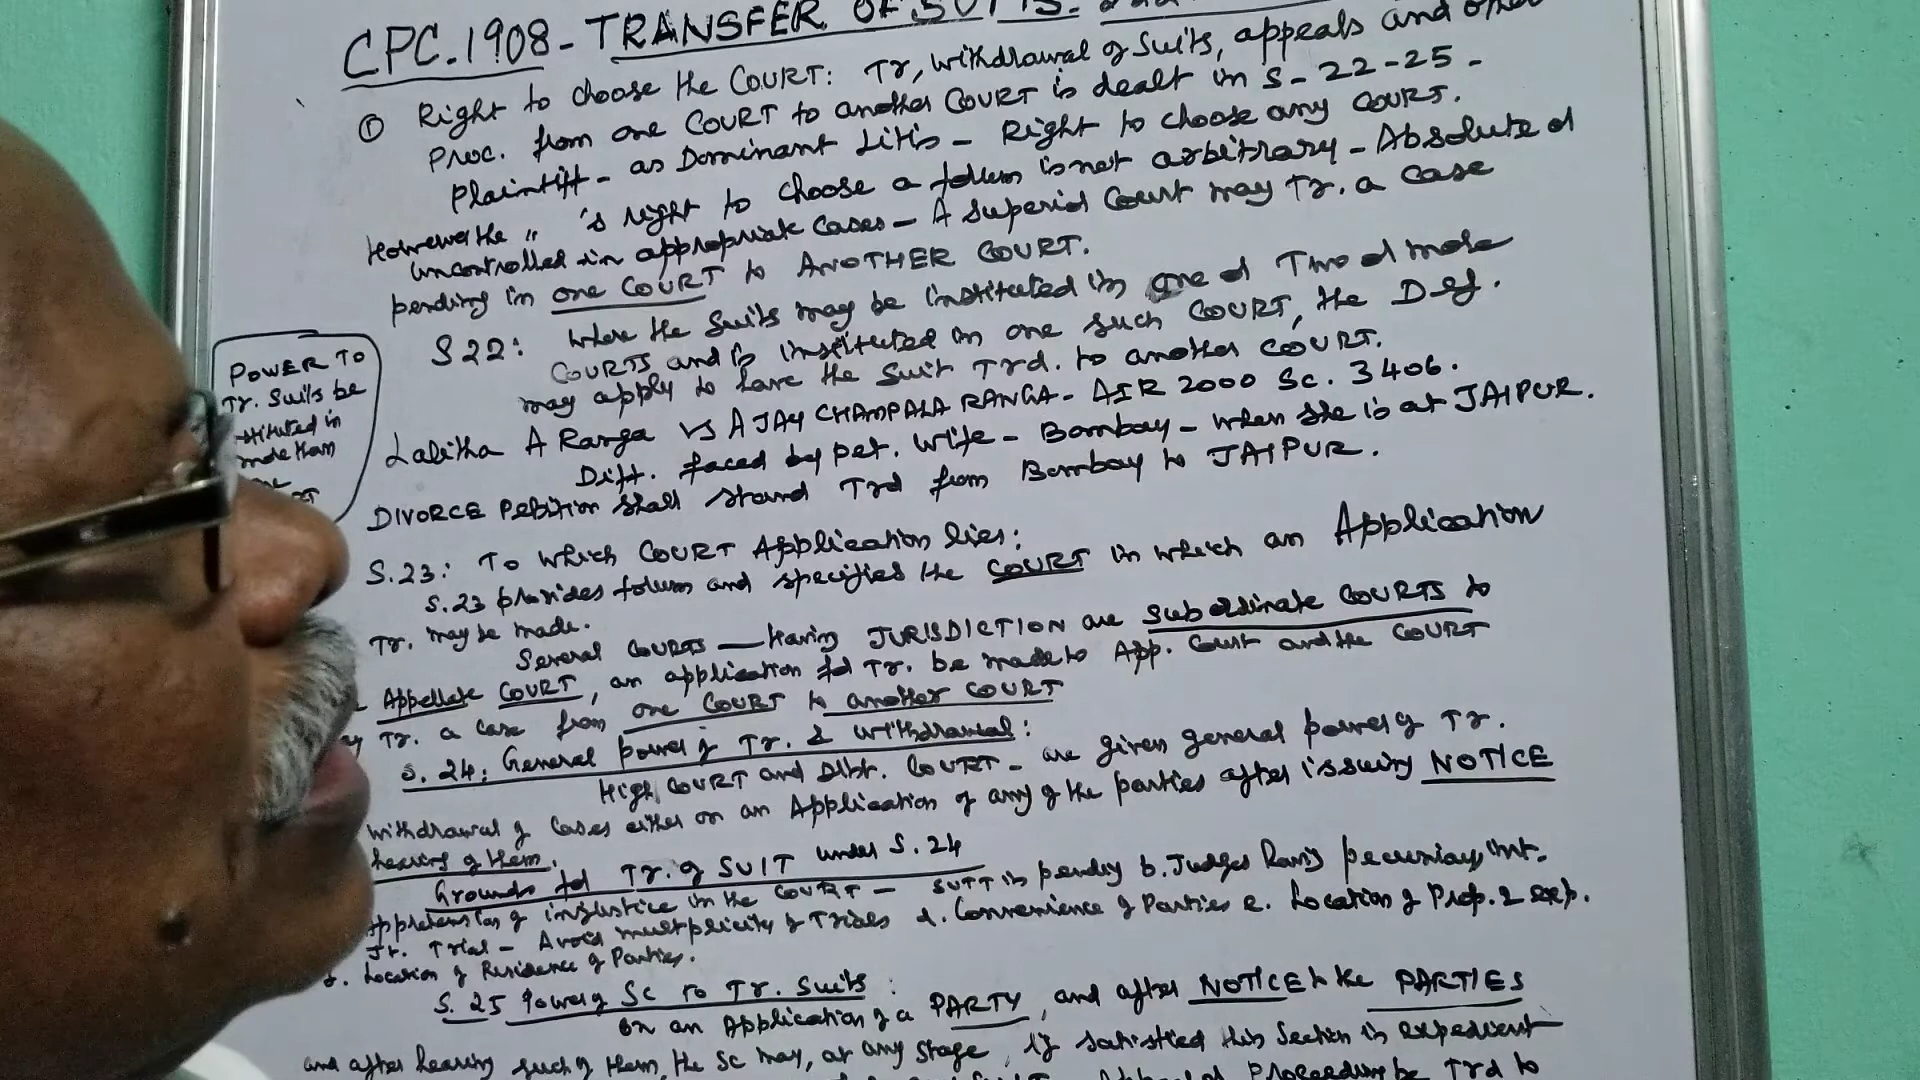 CPC.1908 - TRANSFER OF SUITS.
① Right to choose the COURT: Tr, withdrawal of Suits, appeals and other
Proc. from one COURT to another COURT is dealt in S-22-25 -
Plaintiff - as Dominant Litis - Right to choose any COURT.
However the " 's right to choose a forum is not arbitrary - Absolute or
uncontrolled in appropriate cases - A superior Court may Tr. a case
pending in one COURT to ANOTHER COURT.
S22: Where the Suits may be instituted in one of Two or more
COURTS and is instituted in one such COURT, the Def.
may apply to have the suit Trd. to another COURT.
POWER TO
Tr. Suits be
-stituted in
more than
Lalitha A Ranga VS AJAY CHAMPALA RANGA - AIR 2000 SC. 3406.
Diff. faced by pet. wife - Bombay - when she is at JAIPUR.
DIVORCE Petition shall stand Trd from Bombay to JAIPUR.
S.23: To which COURT Application lies:
S.23 provides forum and specifies the COURT in which an Application
Tr. may be made.
Several COURTS — Having JURISDICTION are subordinate COURTS to
Appellate COURT, an application for Tr. be made to App. Court and the COURT
Tr. a case from one COURT to another COURT
S. 24: General power of Tr. & withdrawal:
High COURT and Distr. COURT - are given general power of Tr.
withdrawal of cases either on an Application of any of the parties after issuing NOTICE
hearing of them.
Grounds for Tr. of SUIT under S.24
apprehension of injustice in the COURT - SUIT is pending b. Judges having pecuniary int.
Jt. Trial - Avoid multiplicity of Trials d. Convenience of Parties e. Location of Prop. & exp.
f. Location of Residence of Parties.
S. 25 Power of SC to Tr. Suits:
on an Application of a PARTY, and after NOTICE to the PARTIES
and after hearing such of them, the SC may, at any stage, if satisfied this Section is expedient
Proceeding be Trd to